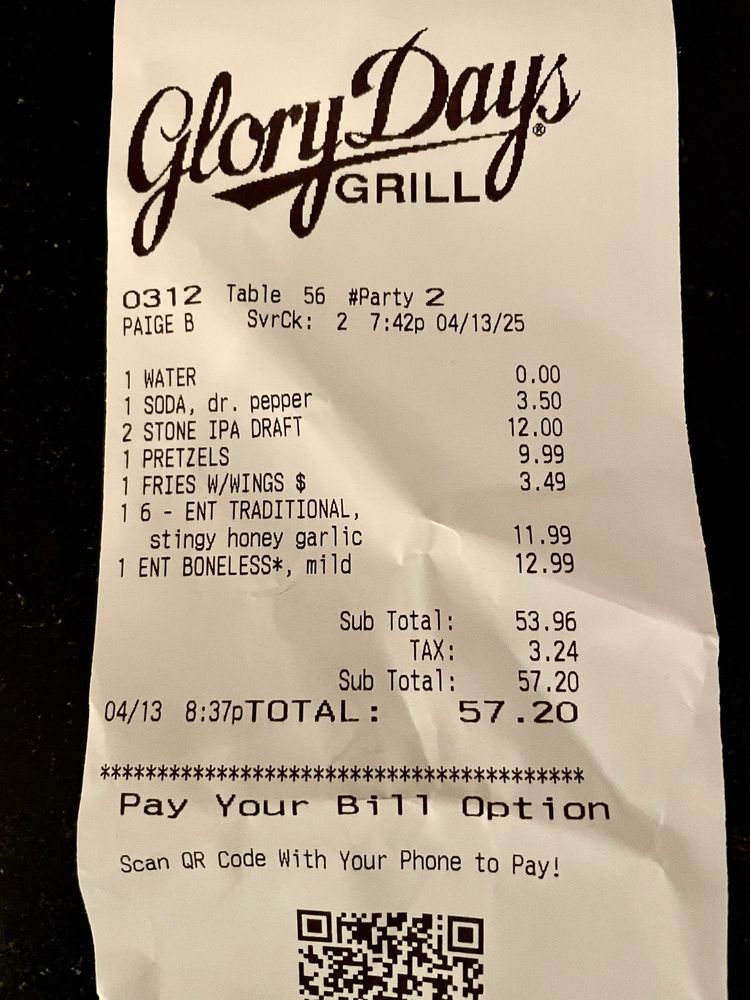 Glory Days®
GRILL
0312 Table 56 #Party 2
PAIGE B SvrCk: 2 7:42p 04/13/25
1 WATER 0.00
1 SODA, dr. pepper 3.50
2 STONE IPA DRAFT 12.00
1 PRETZELS 9.99
1 FRIES W/WINGS $ 3.49
1 6 - ENT TRADITIONAL,
stingy honey garlic 11.99
1 ENT BONELESS*, mild 12.99
Sub Total: 53.96
TAX: 3.24
Sub Total: 57.20
04/13 8:37pTOTAL: 57.20
******************************************
Pay Your Bill Option
Scan QR Code With Your Phone to Pay!